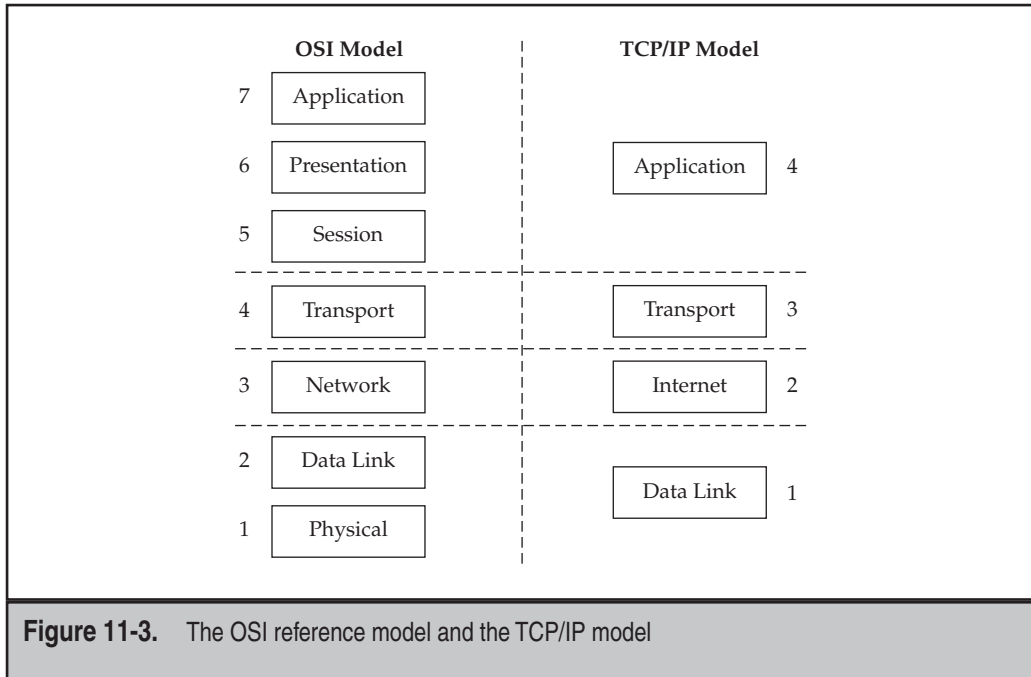 OSI Model TCP/IP Model
7 Application
6 Presentation Application 4
5 Session
4 Transport Transport 3
3 Network Internet 2
2 Data Link
Data Link 1
1 Physical
Figure 11-3. The OSI reference model and the TCP/IP model